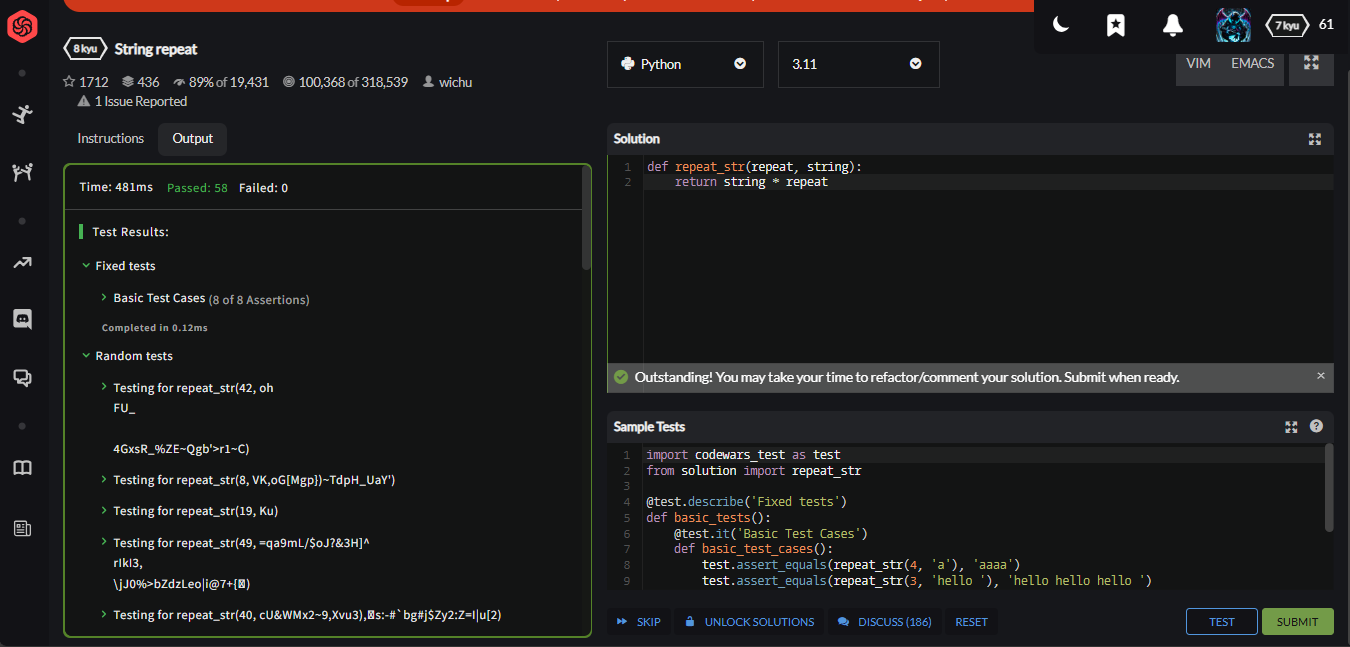 7 kyu 61
8 kyu String repeat
1712 436 89% of 19,431 100,368 of 318,539 wichu
1 Issue Reported
Instructions Output
Time: 481ms Passed: 58 Failed: 0
Test Results:
Fixed tests
Basic Test Cases (8 of 8 Assertions)
Completed in 0.12ms
Random tests
Testing for repeat_str(42, oh
FU_
4GxsR_%ZE~Qgb'>r1~C)
Testing for repeat_str(8, VK,oG[Mgp})~TdpH_UaY')
Testing for repeat_str(19, Ku)
Testing for repeat_str(49, =qa9mL/$oJ?&3H]^
rIkl3,
\jJ0%>bZdzLeo|i@7+{)
Testing for repeat_str(40, cU&WMx2~9,Xvu3),s:-#`bg#j$Zy2:Z=I|u[2)
Python
3.11
VIM EMACS
Solution
1 def repeat_str(repeat, string):
2     return string * repeat
Outstanding! You may take your time to refactor/comment your solution. Submit when ready. ×
Sample Tests ?
1 import codewars_test as test
2 from solution import repeat_str
3
4 @test.describe('Fixed tests')
5 def basic_tests():
6     @test.it('Basic Test Cases')
7     def basic_test_cases():
8         test.assert_equals(repeat_str(4, 'a'), 'aaaa')
9         test.assert_equals(repeat_str(3, 'hello '), 'hello hello hello ')
SKIP UNLOCK SOLUTIONS DISCUSS (186) RESET TEST SUBMIT